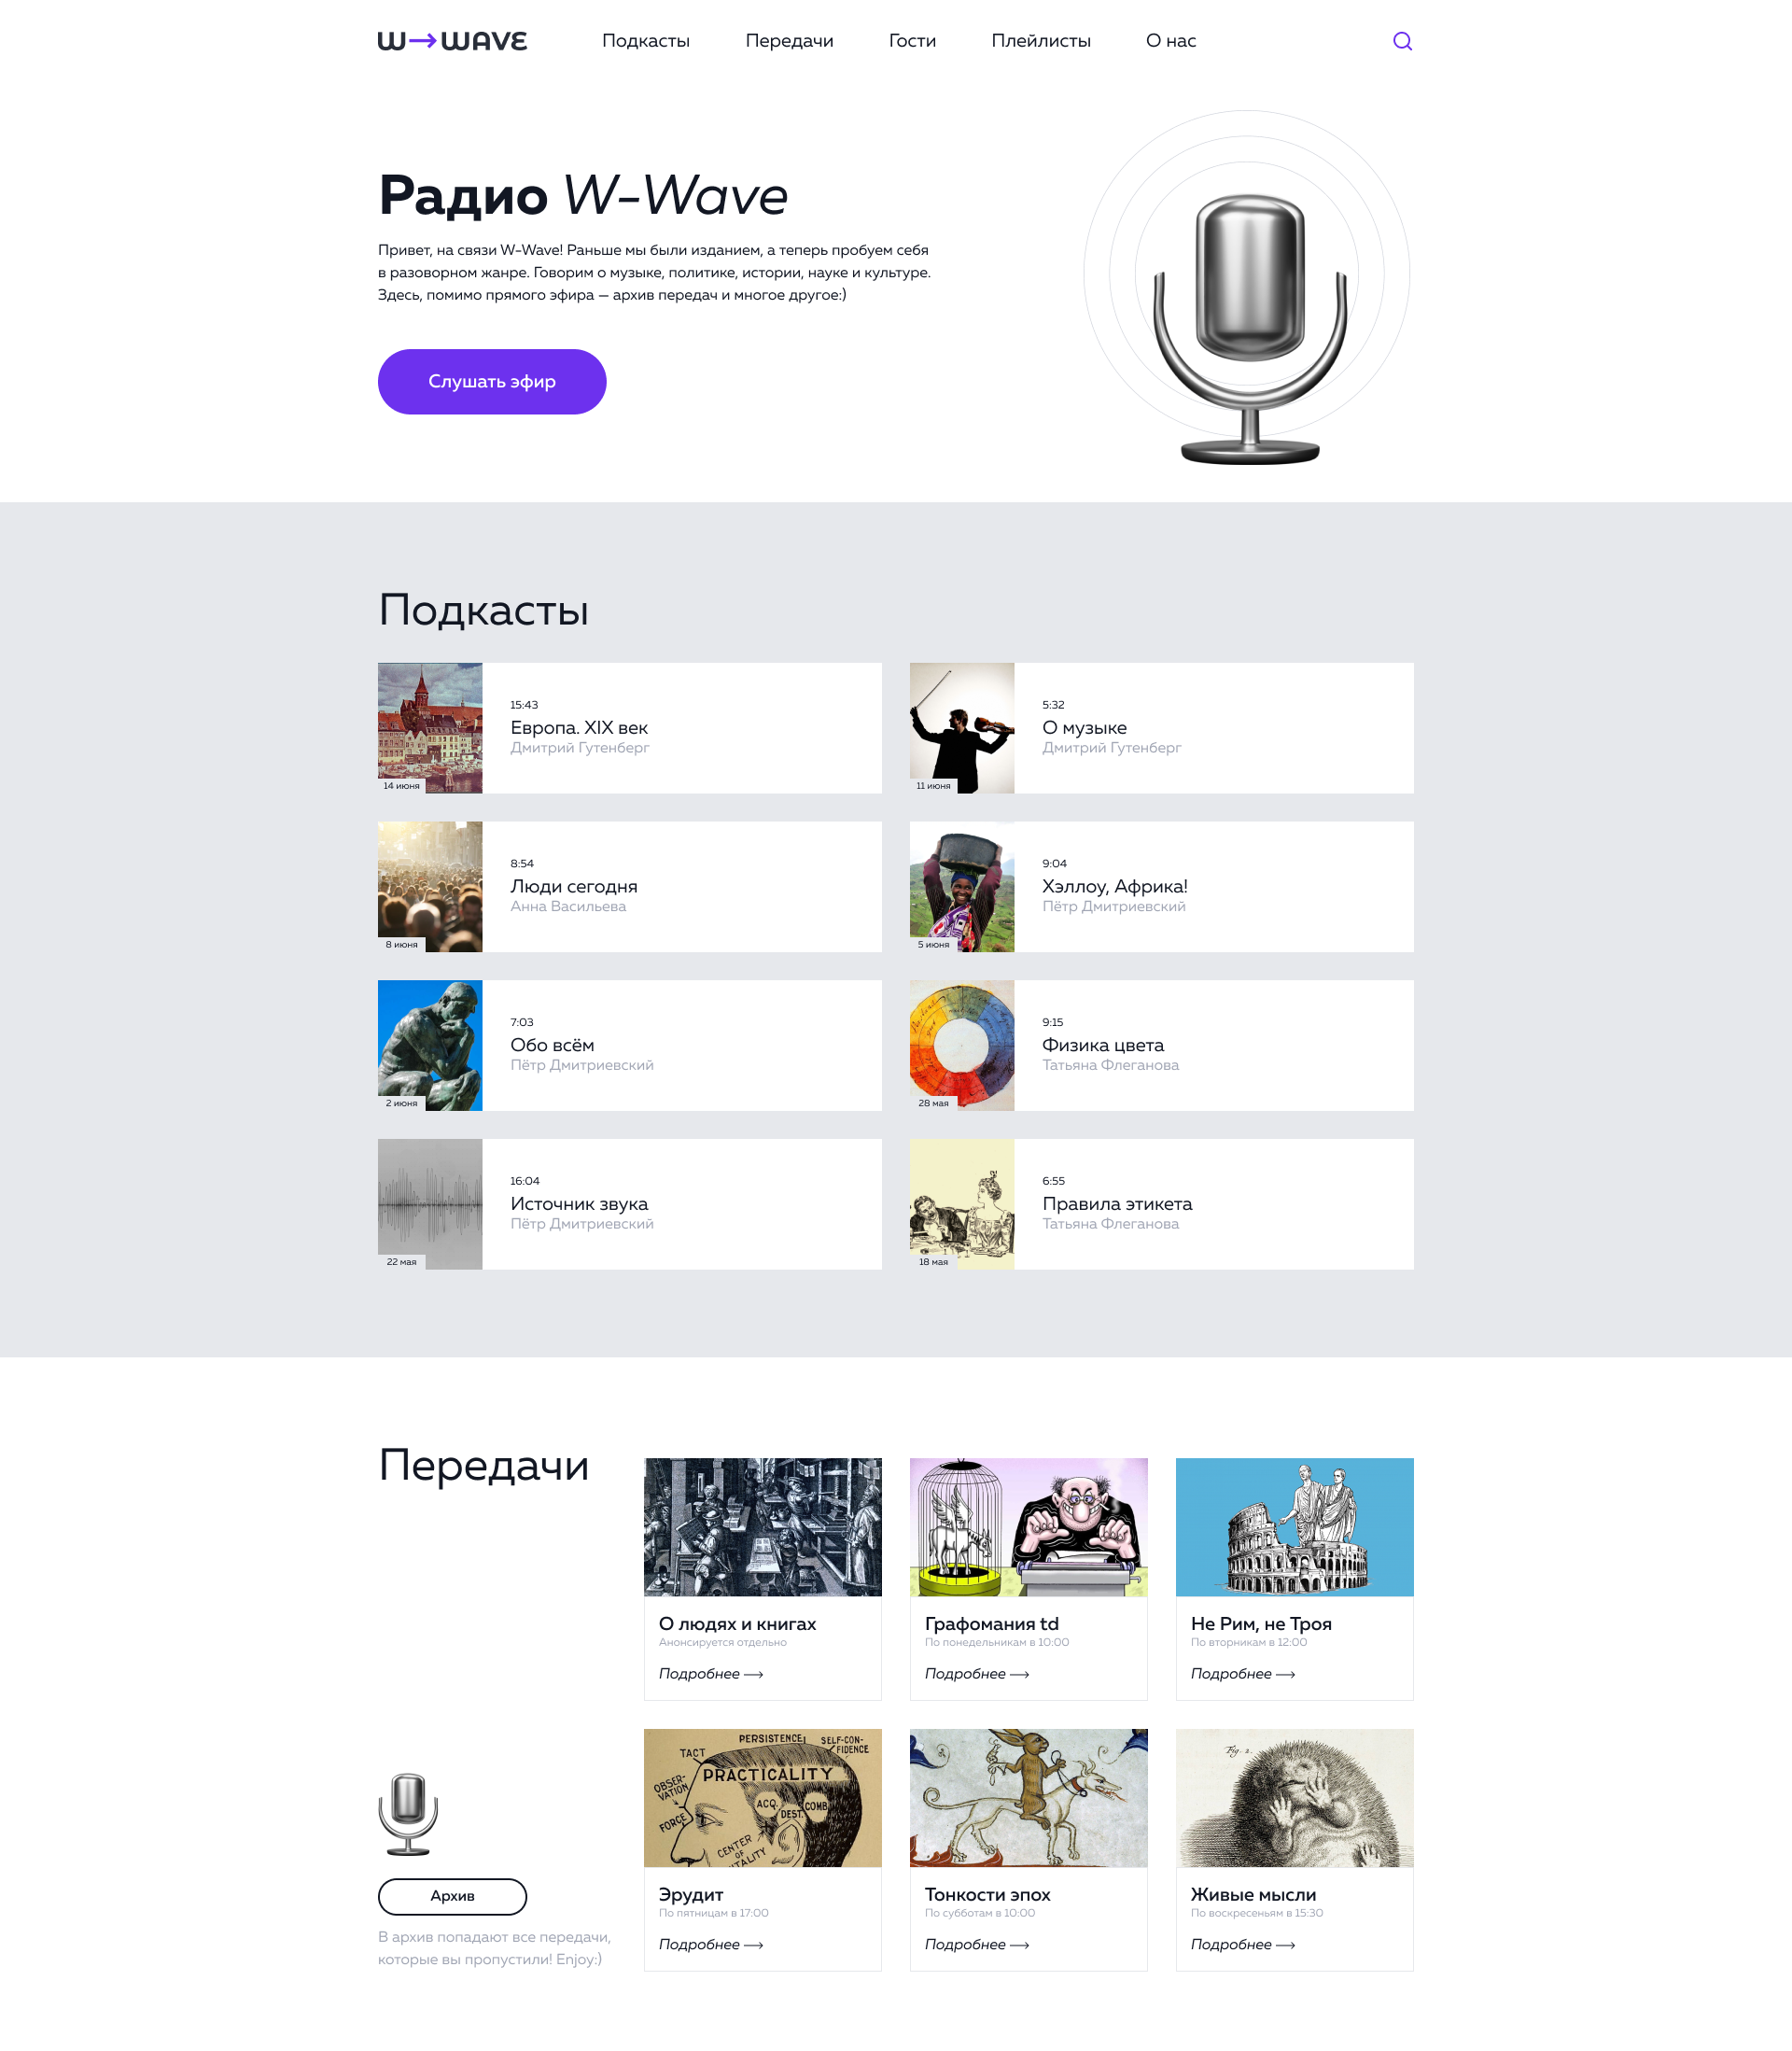 W→WAVE
Подкасты
Передачи
Гости
Плейлисты
О нас
Радио W-Wave
Привет, на связи W-Wave! Раньше мы были изданием, а теперь пробуем себя
в разоворном жанре. Говорим о музыке, политике, истории, науке и культуре.
Здесь, помимо прямого эфира — архив передач и многое другое:)
Слушать эфир
Подкасты
15:43
Европа. XIX век
Дмитрий Гутенберг
14 июня
5:32
О музыке
Дмитрий Гутенберг
11 июня
8:54
Люди сегодня
Анна Васильева
8 июня
9:04
Хэллоу, Африка!
Пётр Дмитриевский
5 июня
7:03
Обо всём
Пётр Дмитриевский
2 июня
9:15
Физика цвета
Татьяна Флеганова
28 мая
16:04
Источник звука
Пётр Дмитриевский
22 мая
6:55
Правила этикета
Татьяна Флеганова
18 мая
Передачи
О людях и книгах
Анонсируется отдельно
Подробнее
Графомания td
По понедельникам в 10:00
Подробнее
Не Рим, не Троя
По вторникам в 12:00
Подробнее
PERSISTENCE
SELF-CON-
FIDENCE
TACT
PRACTICALITY
OBSER-
VATION
ACQ.
DEST.
COMB.
FORCE
CENTER
OF
Эрудит
По пятницам в 17:00
Подробнее
Тонкости эпох
По субботам в 10:00
Подробнее
Fig. 2.
Живые мысли
По воскресеньям в 15:30
Подробнее
Архив
В архив попадают все передачи,
которые вы пропустили! Enjoy:)